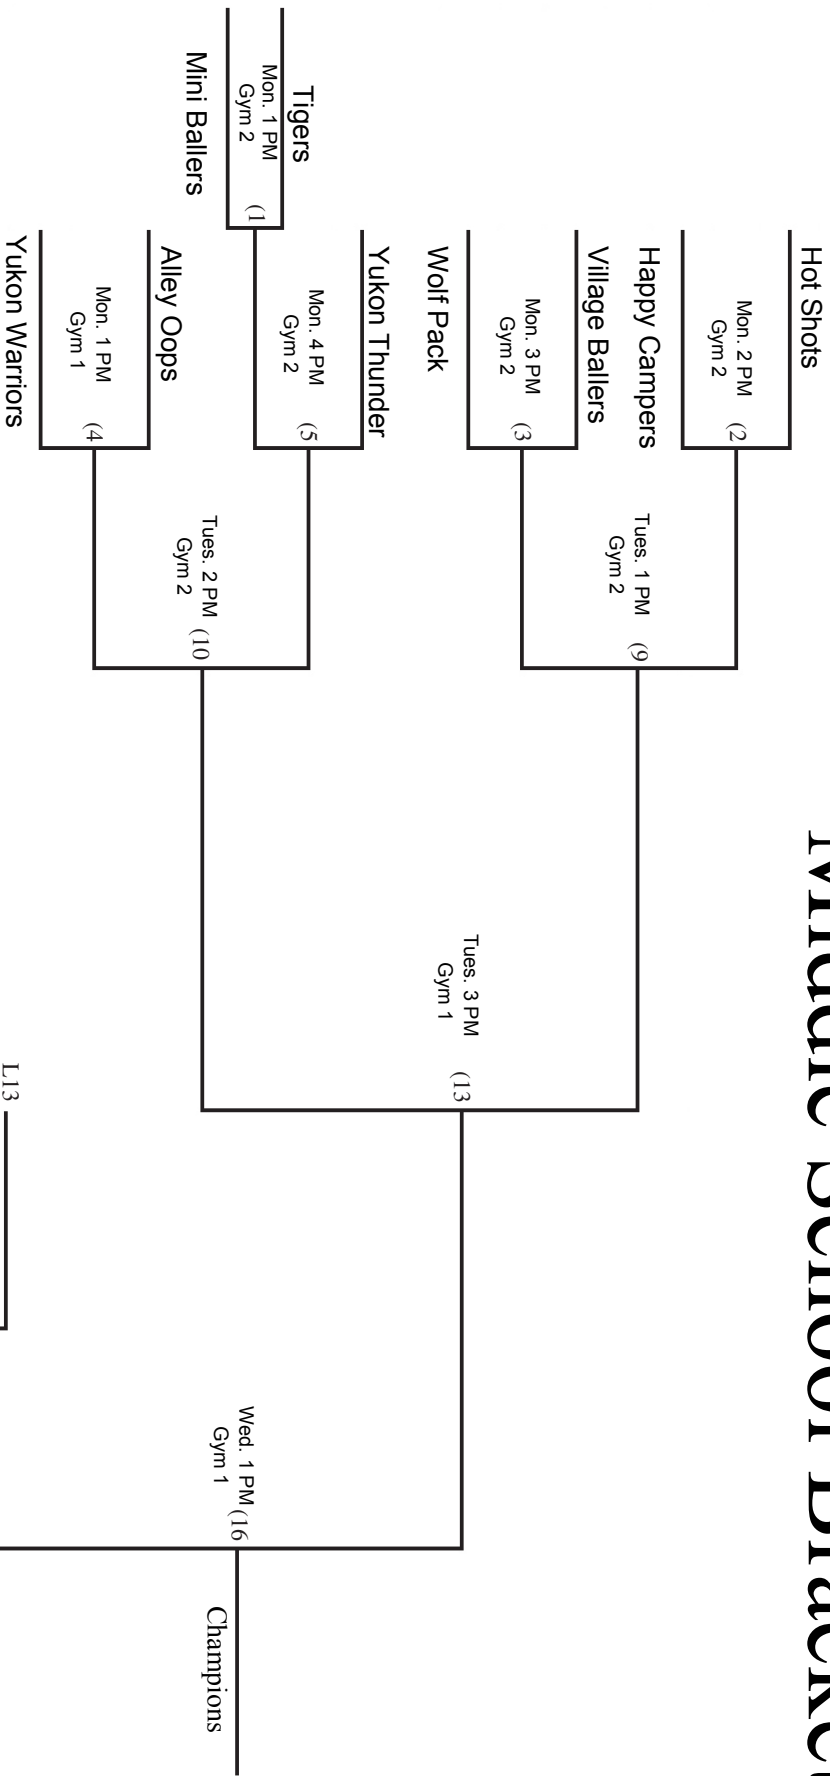 Middle School Bracket
Hot Shots
Mon. 2 PM
Gym 2
(2
Happy Campers
Tues. 1 PM
Gym 2
(9
Village Ballers
Mon. 3 PM
Gym 2
(3
Wolf Pack
Tues. 3 PM
Gym 1
(13
Yukon Thunder
Mon. 4 PM
Gym 2
(5
Tigers
Mon. 1 PM
Gym 2
(1
Mini Ballers
Tues. 2 PM
Gym 2
(10
Alley Oops
Mon. 1 PM
Gym 1
(4
Yukon Warriors
Wed. 1 PM
Gym 1
(16
Champions
L13